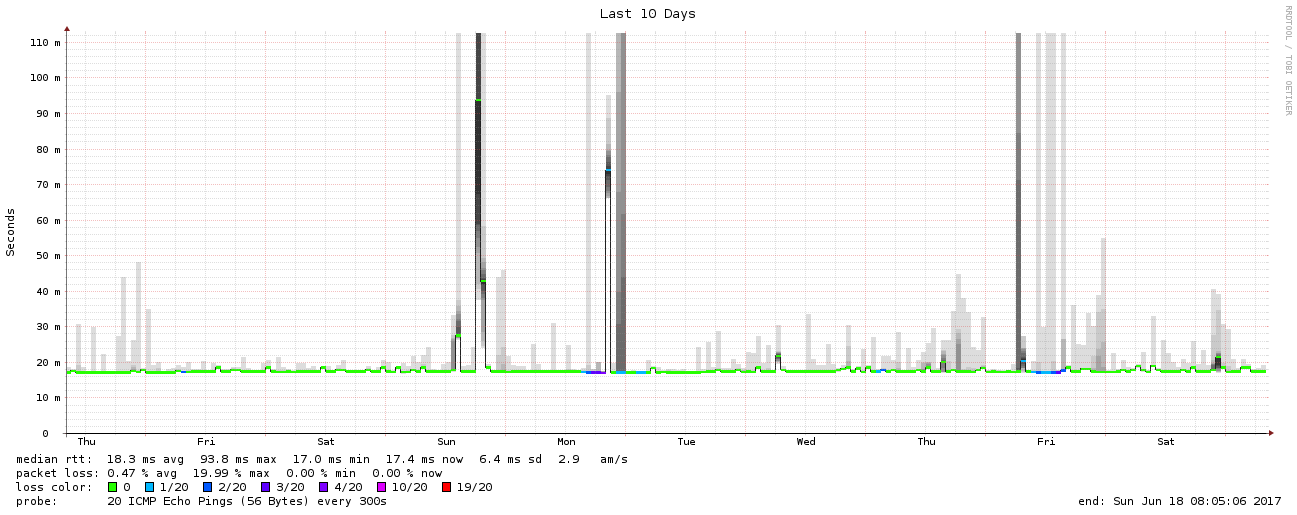 Last 10 Days
RRDTOOL / TOBI OETIKER
Seconds
110 m
100 m
90 m
80 m
70 m
60 m
50 m
40 m
30 m
20 m
10 m
0
Thu Fri Sat Sun Mon Tue Wed Thu Fri Sat
median rtt: 18.3 ms avg 93.8 ms max 17.0 ms min 17.4 ms now 6.4 ms sd 2.9 am/s
packet loss: 0.47 % avg 19.99 % max 0.00 % min 0.00 % now
loss color: 0 1/20 2/20 3/20 4/20 10/20 19/20
probe: 20 ICMP Echo Pings (56 Bytes) every 300s end: Sun Jun 18 08:05:06 2017